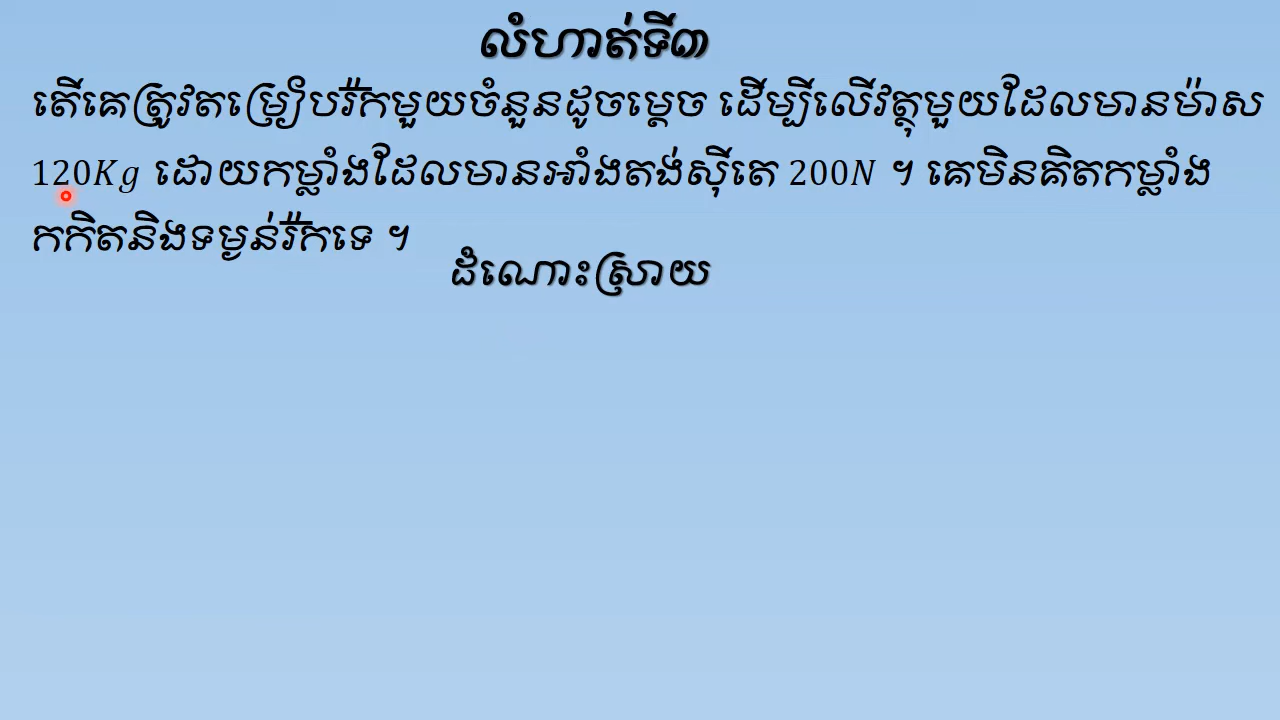 លំហាត់ទី៣
តើគេត្រូវតម្រៀបរ៉កមួយចំនួនដូចម្តេច ដើម្បីលើវត្ថុមួយដែលមានម៉ាស
120Kg ដោយកម្លាំងដែលមានអាំងតង់ស៊ីតេ 200N ។ គេមិនគិតកម្លាំង
កកិតនិងទម្ងន់រ៉កទេ ។
ដំណោះស្រាយ